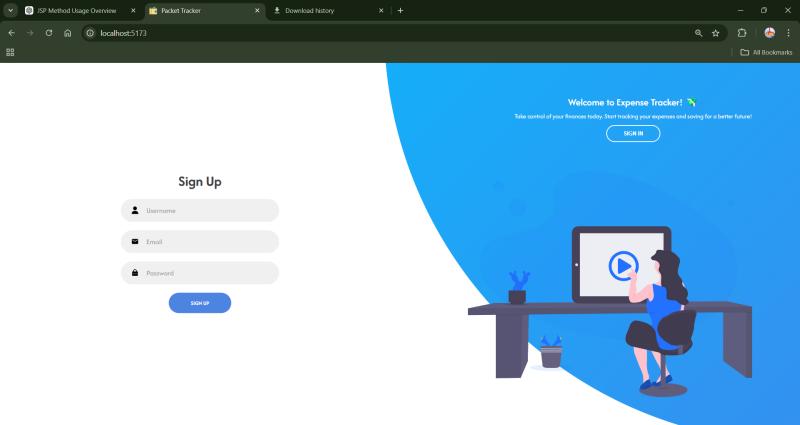 JSP Method Usage Overview
Packet Tracker
Download history
localhost:5173
All Bookmarks
Sign Up
Username
Email
Password
SIGN UP
Welcome to Expense Tracker! 💸
Take control of your finances today. Start tracking your expenses and saving for a better future!
SIGN IN